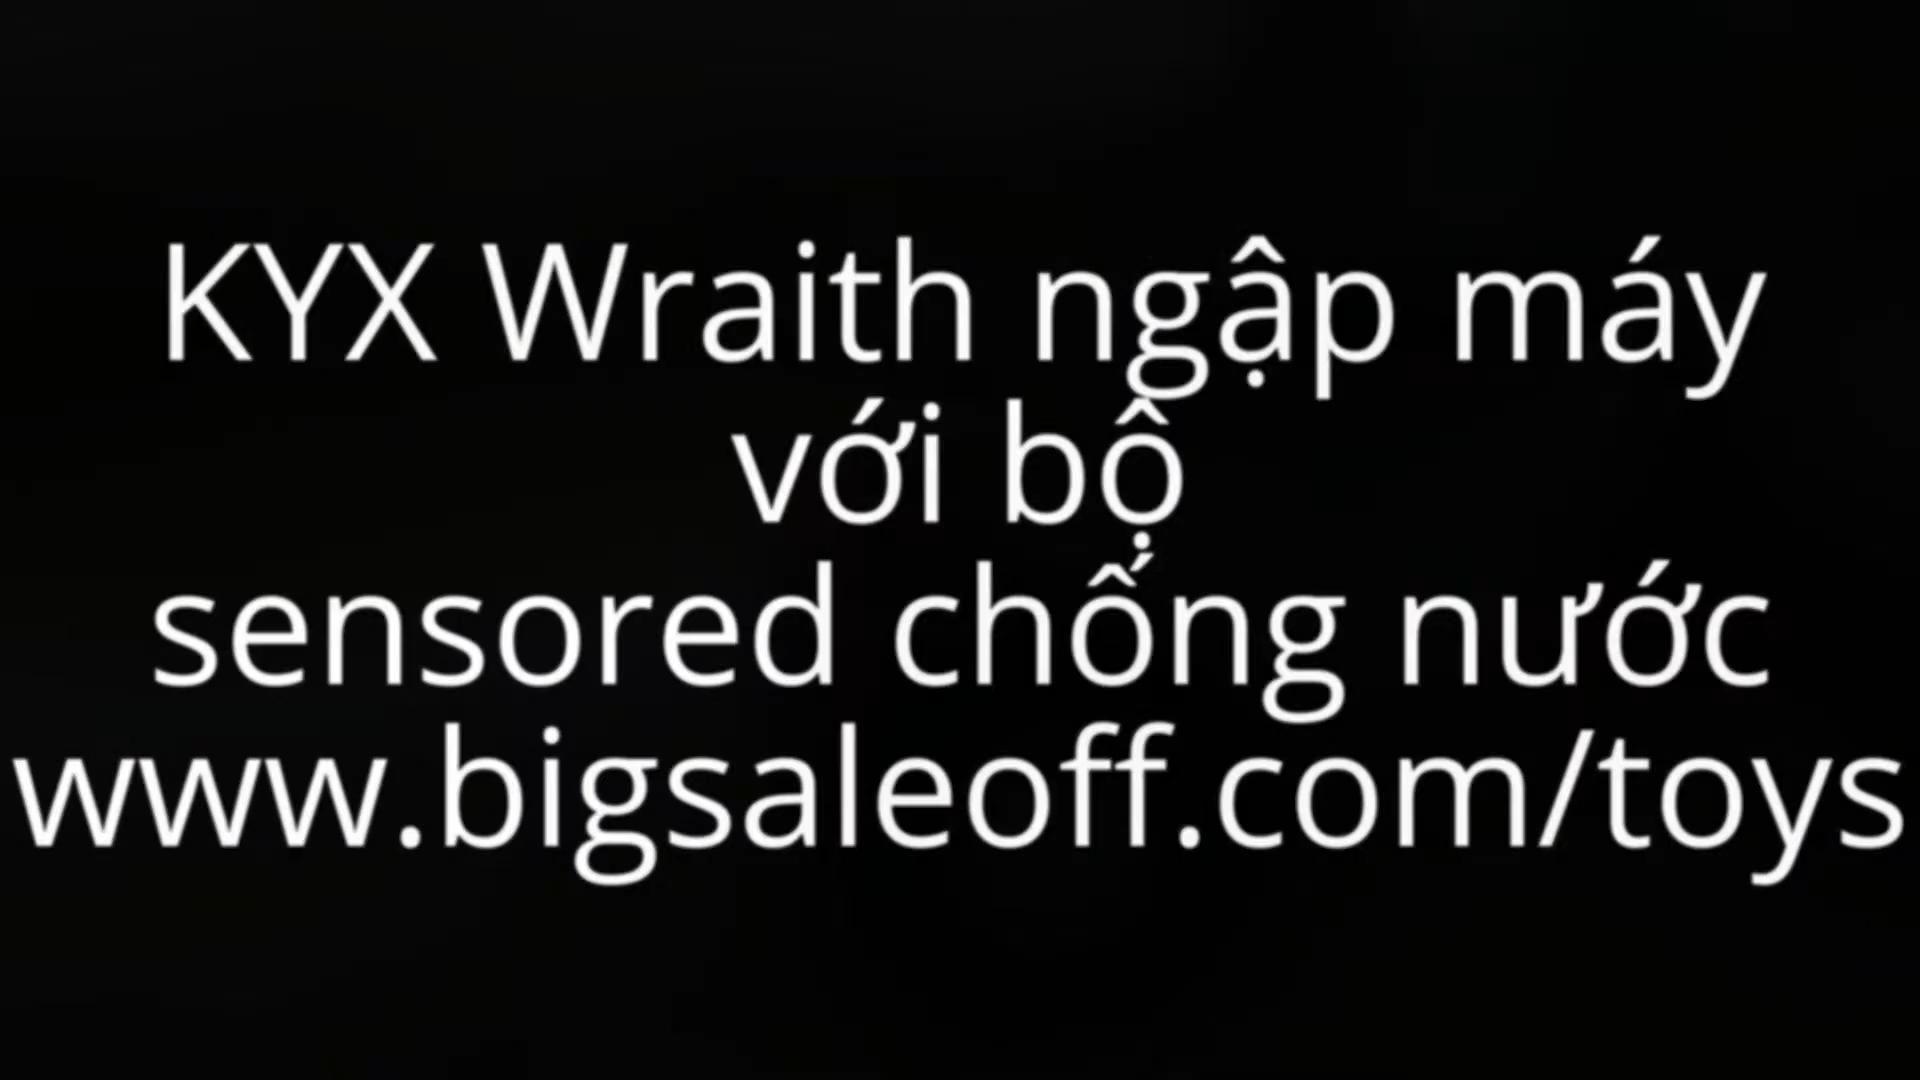 KYX Wraith ngập máy
với bộ
sensored chống nước
www.bigsaleoff.com/toys